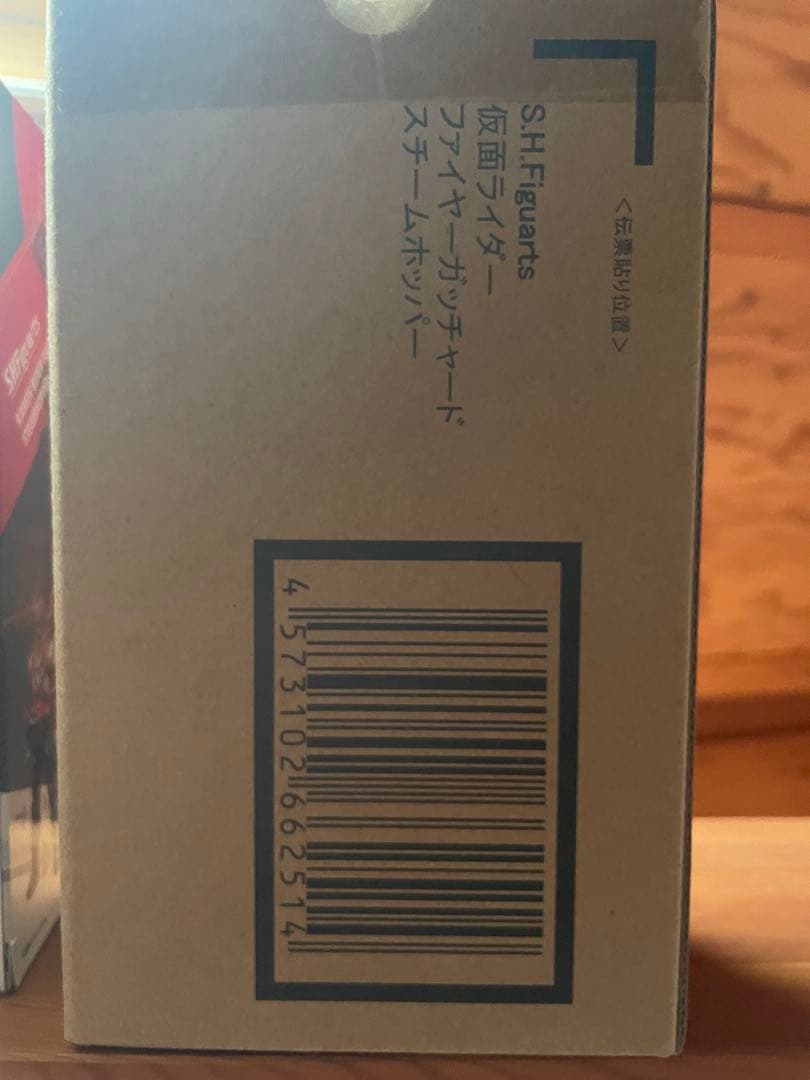 <伝票貼り位置>
S.H.Figuarts
仮面ライダー
ファイヤーガッチャード
スチームホッパー
4573102662514
S.H.Figuarts